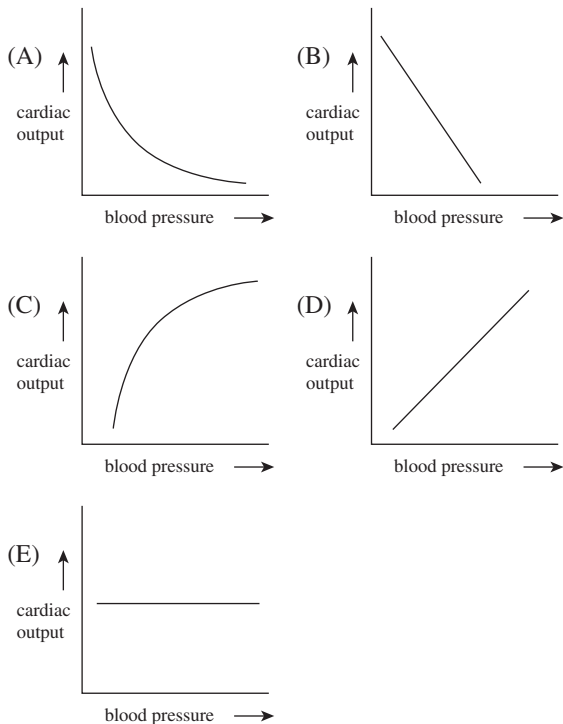 (A)
cardiac
output
blood pressure
(B)
cardiac
output
blood pressure
(C)
cardiac
output
blood pressure
(D)
cardiac
output
blood pressure
(E)
cardiac
output
blood pressure